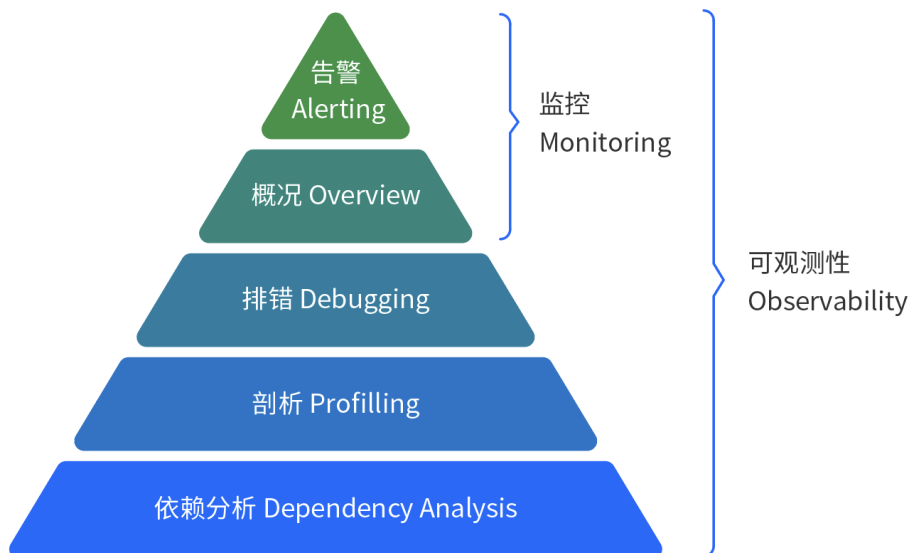 告警
Alerting
监控
Monitoring
概况 Overview
可观测性
Observability
排错 Debugging
剖析 Profilling
依赖分析 Dependency Analysis